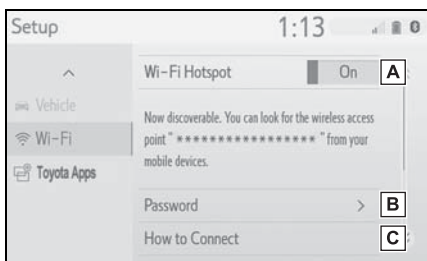 Setup
1:13
Wi-Fi Hotspot
On
A
Vehicle
Now discoverable. You can look for the wireless access
point " ***************** " from your
mobile devices.
Wi-Fi
Toyota Apps
Password
B
How to Connect
C